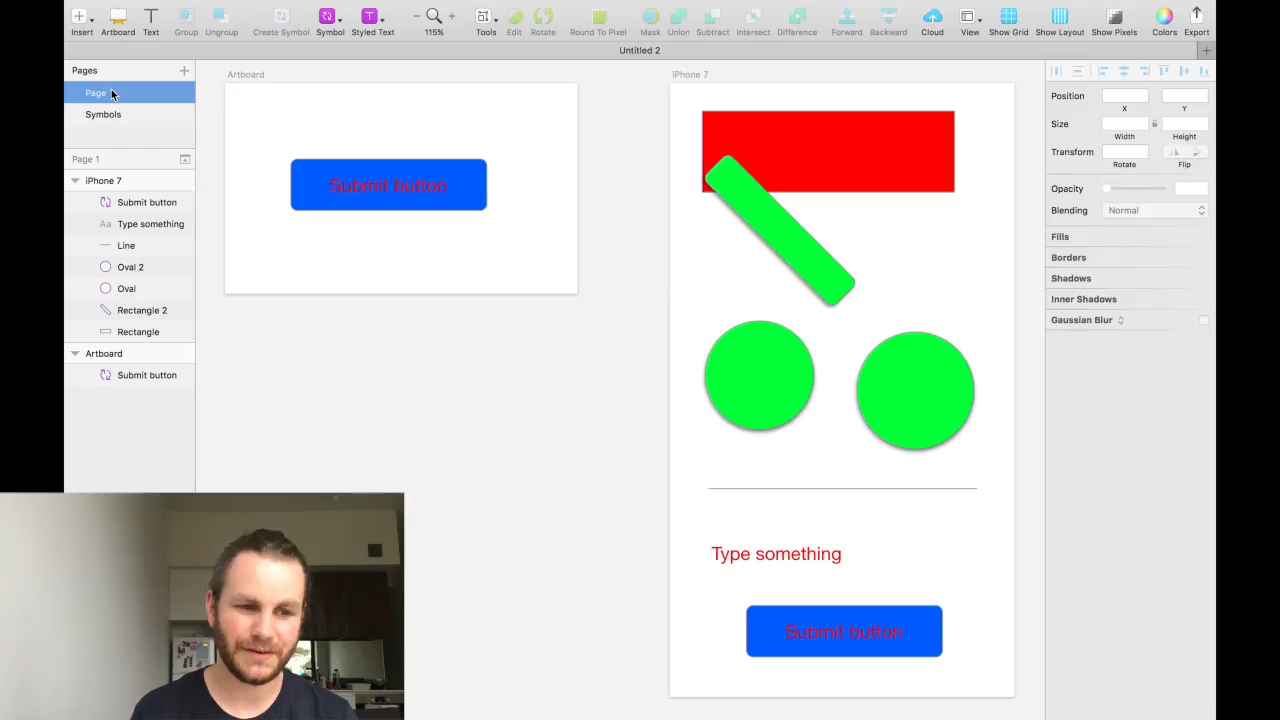 Insert Artboard Text Group Ungroup Create Symbol Symbol Styled Text 115% Tools Edit Rotate Round To Pixel Mask Union Subtract Intersect Difference Forward Backward Cloud View Show Grid Show Layout Show Pixels Colors Export
Untitled 2
Pages
Page
Symbols
Page 1
iPhone 7
Submit button
Type something
Line
Oval 2
Oval
Rectangle 2
Rectangle
Artboard
Submit button
Artboard
Submit button
iPhone 7
Type something
Submit button
Position
X Y
Size
Width Height
Transform
Rotate Flip
Opacity
Blending Normal
Fills
Borders
Shadows
Inner Shadows
Gaussian Blur